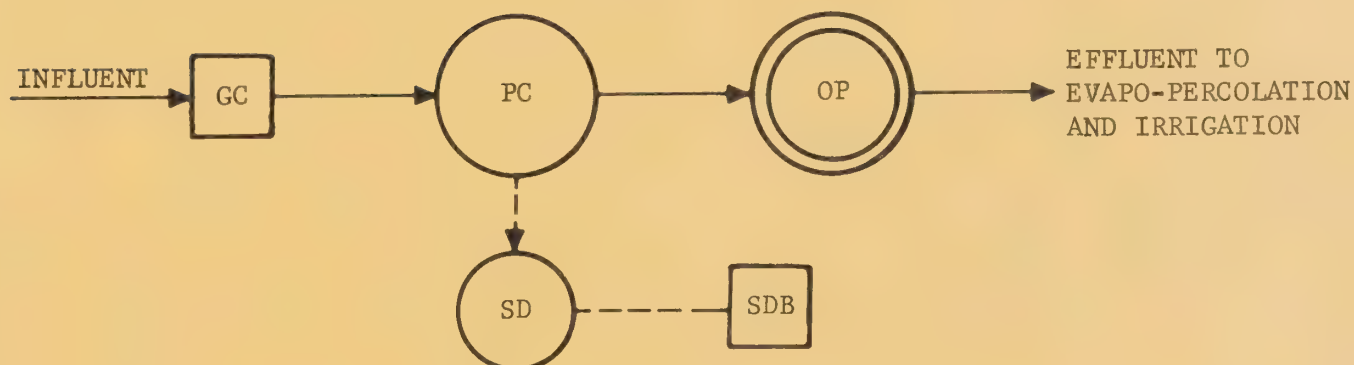 INFLUENT
GC
PC
OP
EFFLUENT TO
EVAPO-PERCOLATION
AND IRRIGATION
SD
SDB